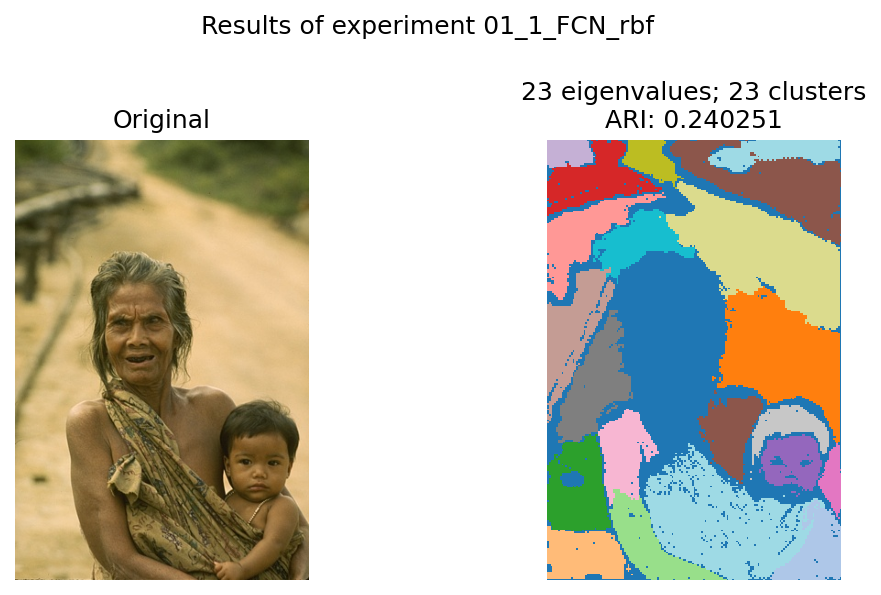 Results of experiment 01_1_FCN_rbf
Original
23 eigenvalues; 23 clusters
ARI: 0.240251